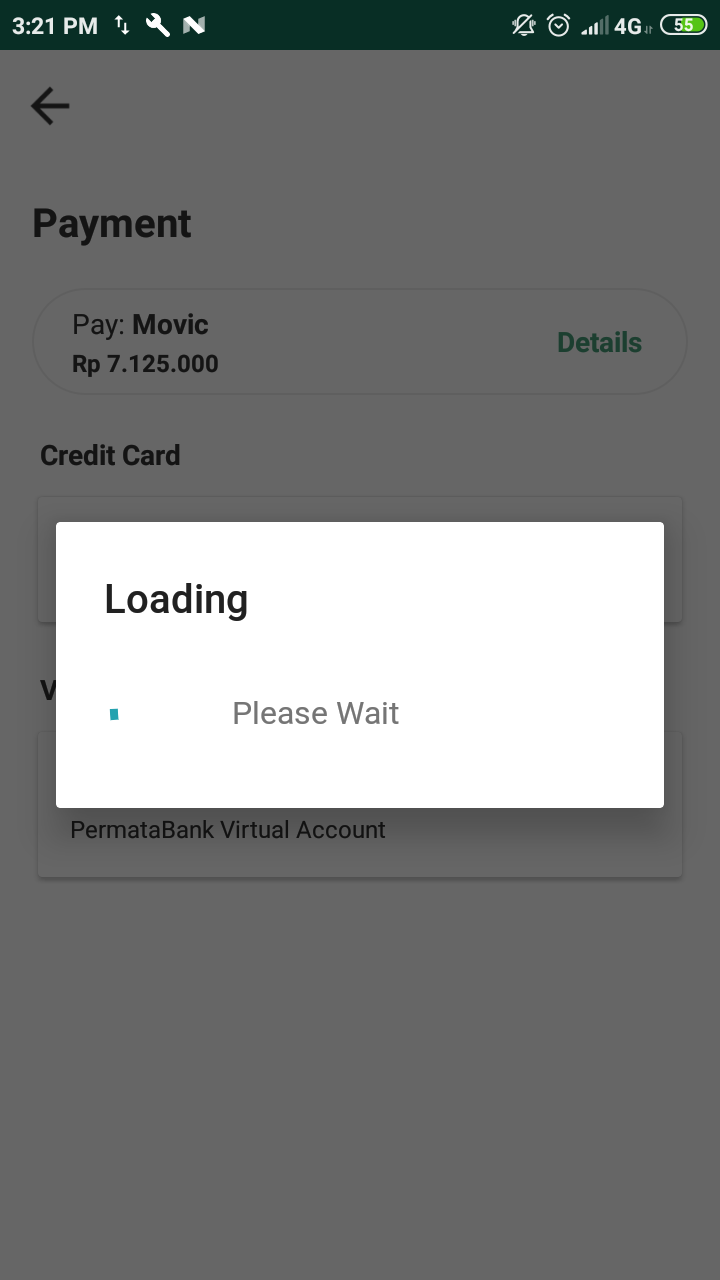 3:21 PM 4G 55
Payment
Pay: Movic
Rp 7.125.000
Details
Credit Card
Loading
V
Please Wait
PermataBank Virtual Account